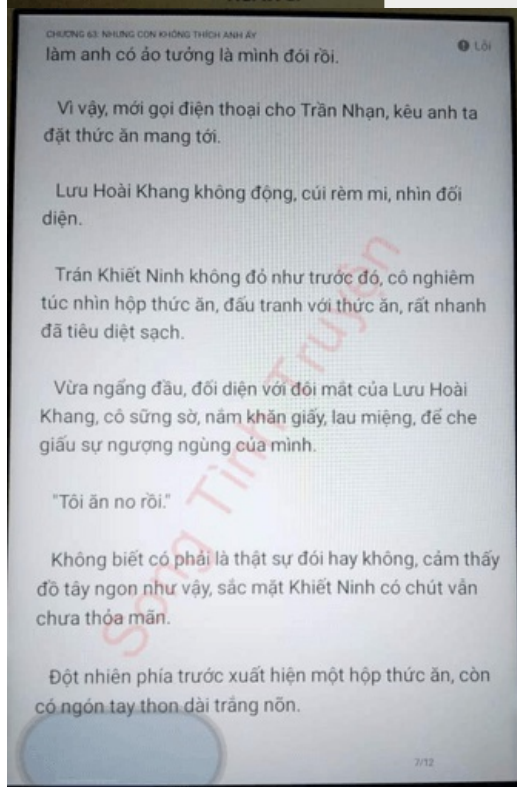 CHƯƠNG 63: NHƯNG CON KHÔNG THÍCH ANH ẤY
Lỗi
làm anh có ảo tưởng là mình đói rồi.
Vì vậy, mới gọi điện thoại cho Trần Nhạn, kêu anh ta
đặt thức ăn mang tới.
Lưu Hoài Khang không động, cúi rèm mi, nhìn đối
diện.
Trán Khiết Ninh không đỏ như trước đó, cô nghiêm
túc nhìn hộp thức ăn, đấu tranh với thức ăn, rất nhanh
đã tiêu diệt sạch.
Vừa ngẩng đầu, đối diện với đôi mắt của Lưu Hoài
Khang, cô sững sờ, nắm khăn giấy, lau miệng, để che
giấu sự ngượng ngùng của mình.
"Tôi ăn no rồi."
Không biết có phải là thật sự đói hay không, cảm thấy
đồ tây ngon như vậy, sắc mặt Khiết Ninh có chút vẫn
chưa thỏa mãn.
Đột nhiên phía trước xuất hiện một hộp thức ăn, còn
có ngón tay thon dài trắng nõn.
7/12
Song Tình Truyện